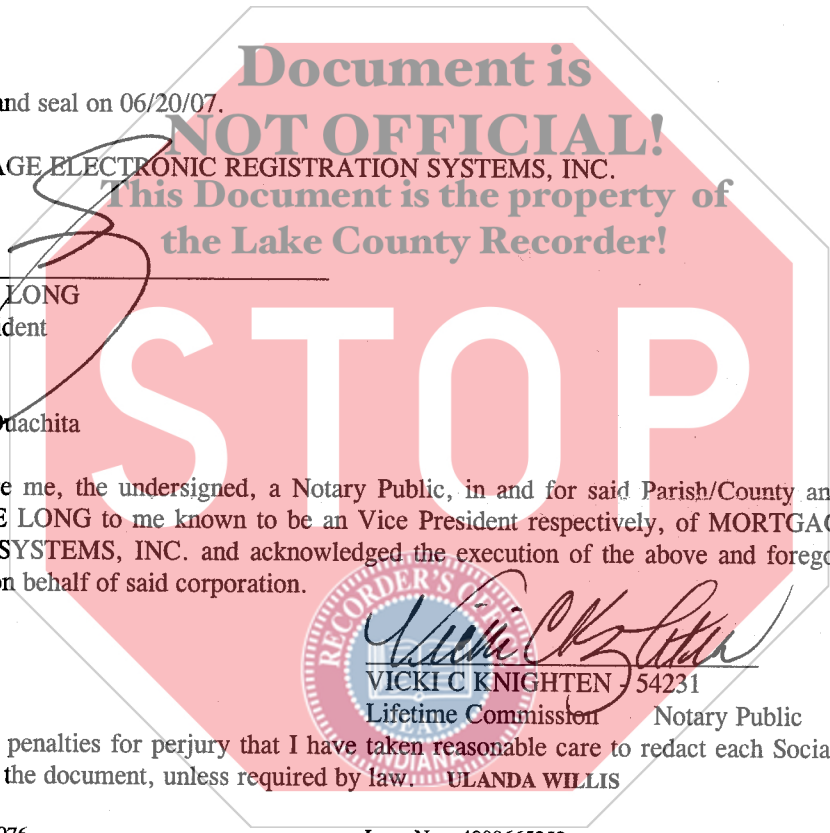 Document is
and seal on 06/20/07.
NOT OFFICIAL!
AGE ELECTRONIC REGISTRATION SYSTEMS, INC.
This Document is the property of
the Lake County Recorder!
LONG
ident
STOP
Ouachita
e me, the undersigned, a Notary Public, in and for said Parish/County an
E LONG to me known to be an Vice President respectively, of MORTGAG
SYSTEMS, INC. and acknowledged the execution of the above and forego
on behalf of said corporation.
RECORDER'S
VICKI C KNIGHTEN - 54231
Lifetime Commission Notary Public
INDIANA
penalties for perjury that I have taken reasonable care to redact each Socia
the document, unless required by law. ULANDA WILLIS